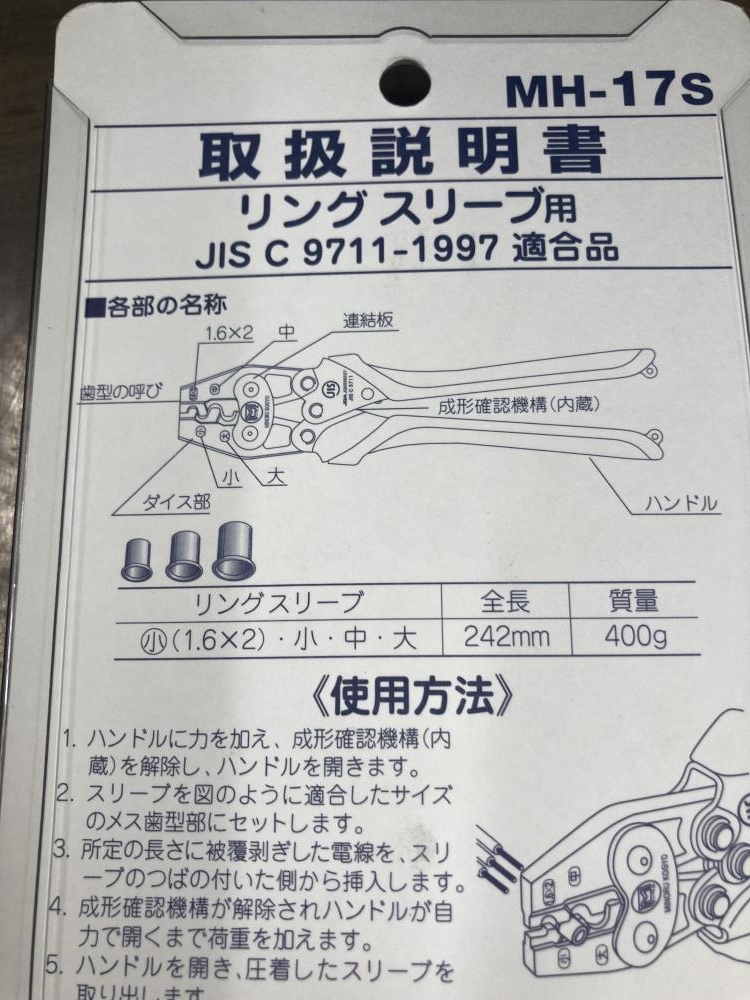 MH-17S
取扱説明書
リングスリーブ用
JIS C 9711-1997 適合品
■各部の名称
1.6×2
中
連結板
歯型の呼び
成形確認機構(内蔵)
小
大
ダイス部
ハンドル
リングスリーブ 全長 質量
㋛(1.6×2)・小・中・大 242mm 400g
《使用方法》
1. ハンドルに力を加え、成形確認機構(内
蔵)を解除し、ハンドルを開きます。
2. スリーブを図のように適合したサイズ
のメス歯型部にセットします。
3. 所定の長さに被覆剥ぎした電線を、スリ
ーブのつばの付いた側から挿入します。
4. 成形確認機構が解除されハンドルが自
力で開くまで荷重を加えます。
5. ハンドルを開き、圧着したスリーブを
取り出します